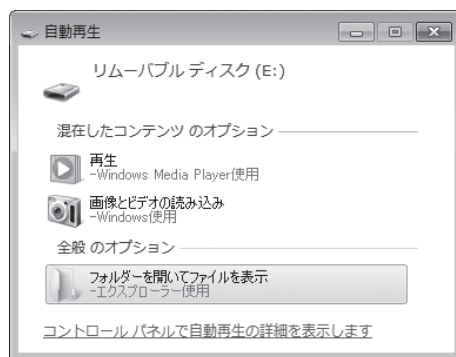 自動再生
リムーバブル ディスク (E:)
混在したコンテンツ のオプション
再生
-Windows Media Player使用
画像とビデオの読み込み
-Windows使用
全般 のオプション
フォルダーを開いてファイルを表示
-エクスプローラー使用
コントロール パネルで自動再生の詳細を表示します